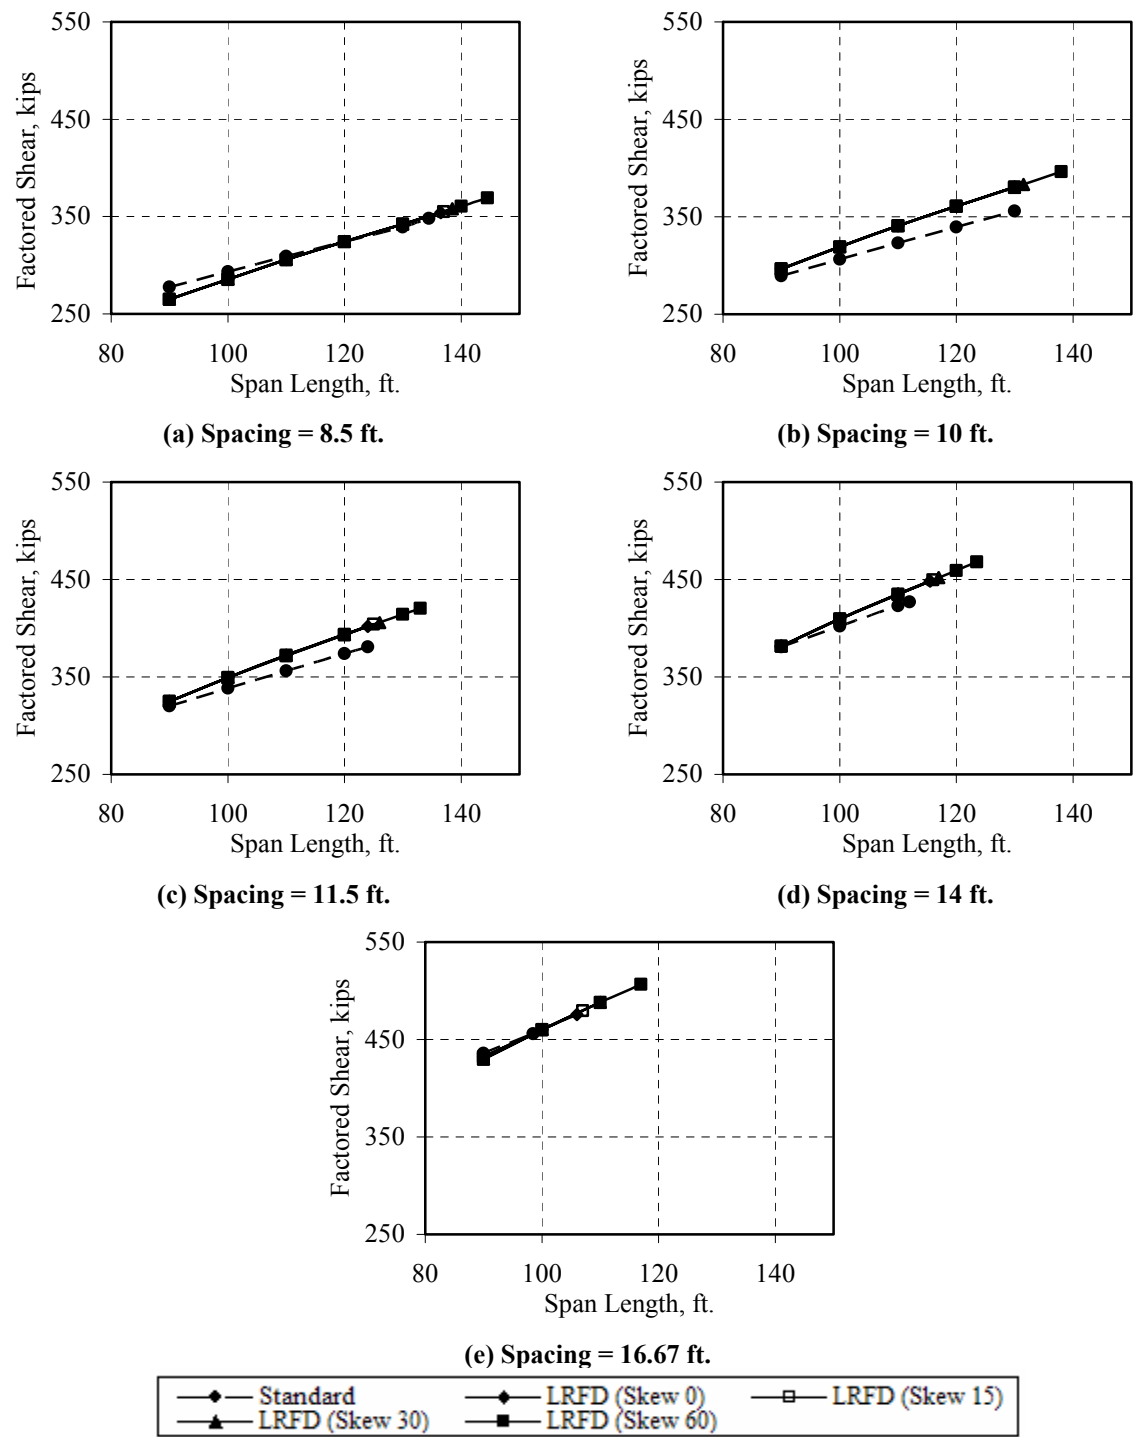 550
450
350
250
Factored Shear, kips
80 100 120 140
Span Length, ft.
(a) Spacing = 8.5 ft.
550
450
350
250
Factored Shear, kips
80 100 120 140
Span Length, ft.
(b) Spacing = 10 ft.
550
450
350
250
Factored Shear, kips
80 100 120 140
Span Length, ft.
(c) Spacing = 11.5 ft.
550
450
350
250
Factored Shear, kips
80 100 120 140
Span Length, ft.
(d) Spacing = 14 ft.
550
450
350
250
Factored Shear, kips
80 100 120 140
Span Length, ft.
(e) Spacing = 16.67 ft.
Standard LRFD (Skew 0) LRFD (Skew 15)
LRFD (Skew 30) LRFD (Skew 60)